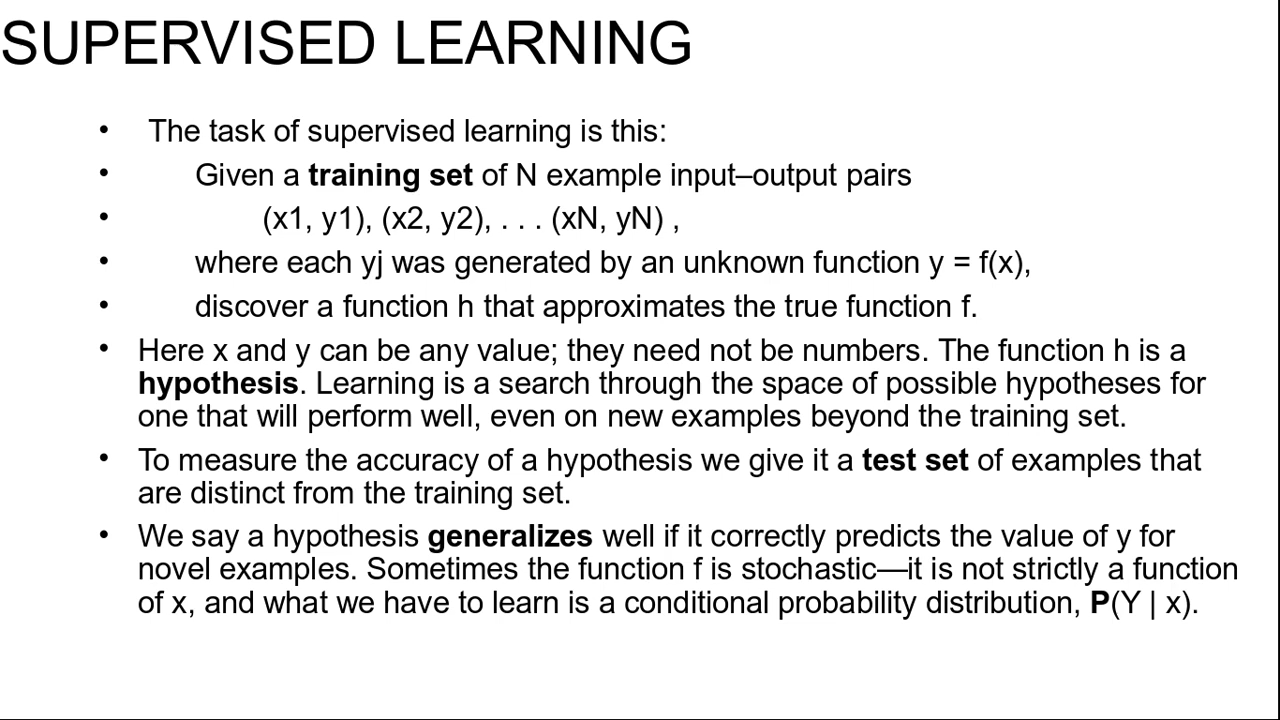 SUPERVISED LEARNING
• The task of supervised learning is this:
• Given a training set of N example input–output pairs
• (x1, y1), (x2, y2), . . . (xN, yN) ,
• where each yj was generated by an unknown function y = f(x),
• discover a function h that approximates the true function f.
• Here x and y can be any value; they need not be numbers. The function h is a
hypothesis. Learning is a search through the space of possible hypotheses for
one that will perform well, even on new examples beyond the training set.
• To measure the accuracy of a hypothesis we give it a test set of examples that
are distinct from the training set.
• We say a hypothesis generalizes well if it correctly predicts the value of y for
novel examples. Sometimes the function f is stochastic—it is not strictly a function
of x, and what we have to learn is a conditional probability distribution, P(Y | x).